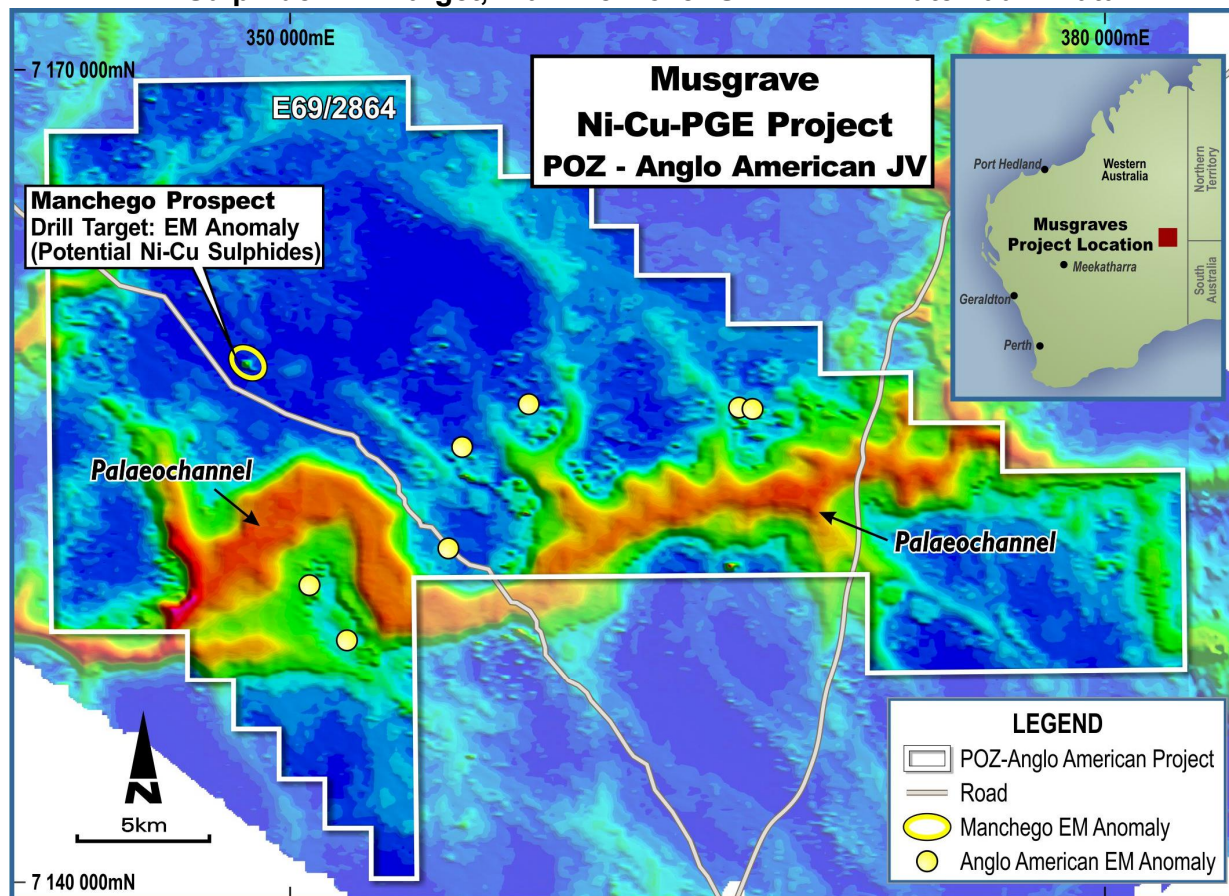 350 000mE
380 000mE
7 170 000mN
E69/2864
Musgrave
Ni-Cu-PGE Project
POZ - Anglo American JV
Port Hedland
Western
Australia
Northern
Territory
Musgraves
Project Location
Meekatharra
South
Australia
Geraldton
Perth
Manchego Prospect
Drill Target: EM Anomaly
(Potential Ni-Cu Sulphides)
Palaeochannel
Palaeochannel
N
5km
7 140 000mN
LEGEND
POZ-Anglo American Project
Road
Manchego EM Anomaly
Anglo American EM Anomaly